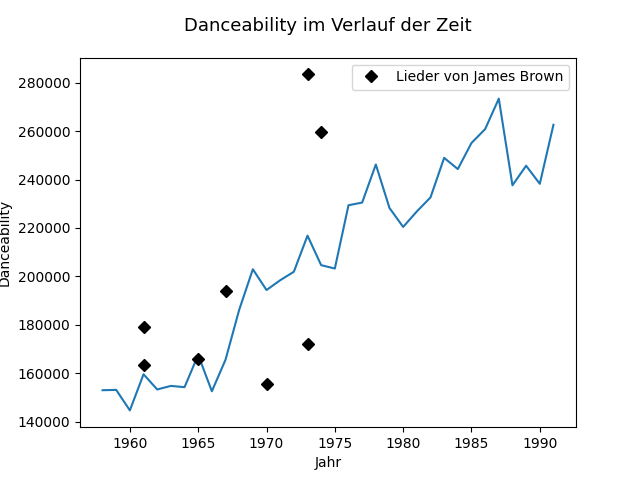 Danceability im Verlauf der Zeit
Lieder von James Brown
Danceability
280000
260000
240000
220000
200000
180000
160000
140000
1960 1965 1970 1975 1980 1985 1990
Jahr